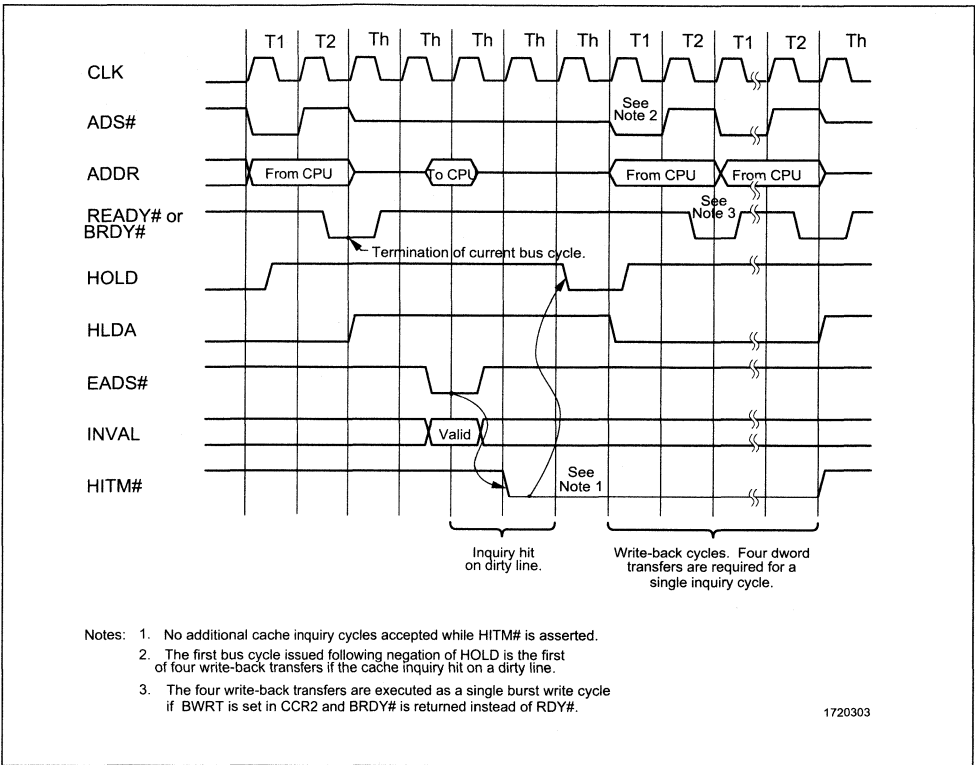 T1 T2 Th Th Th Th Th T1 T2 T1 T2 Th
CLK
See
Note 2
ADS#
ADDR From CPU To CPU From CPU From CPU
See
Note 3
READY# or
BRDY#
Termination of current bus cycle.
HOLD
HLDA
EADS#
INVAL Valid
HITM#
See
Note 1
Inquiry hit
on dirty line.
Write-back cycles. Four dword
transfers are required for a
single inquiry cycle.
Notes: 1. No additional cache inquiry cycles accepted while HITM# is asserted.
2. The first bus cycle issued following negation of HOLD is the first
of four write-back transfers if the cache inquiry hit on a dirty line.
3. The four write-back transfers are executed as a single burst write cycle
if BWRT is set in CCR2 and BRDY# is returned instead of RDY#.
1720303